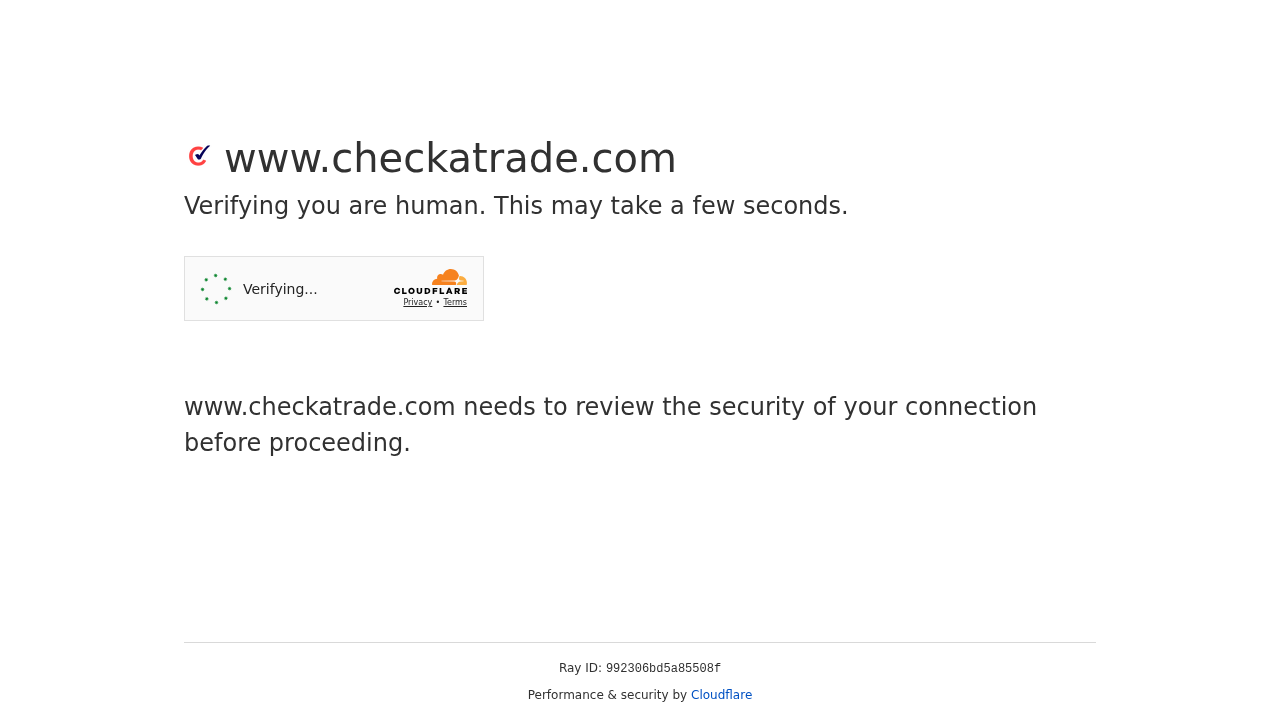 www.checkatrade.com
Verifying you are human. This may take a few seconds.
Verifying...
CLOUDFLARE
Privacy • Terms
www.checkatrade.com needs to review the security of your connection
before proceeding.
Ray ID: 992306bd5a85508f
Performance & security by Cloudflare